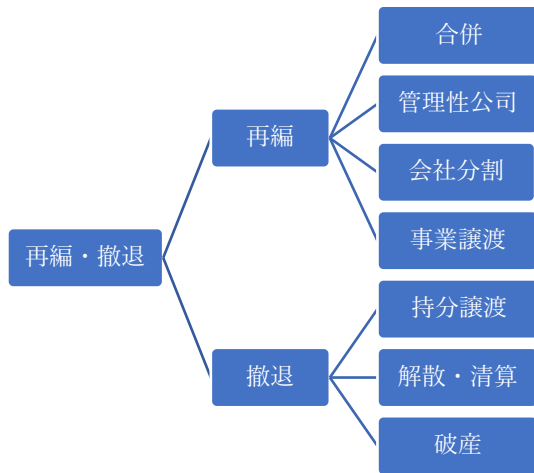 再編・撤退
再編
合併
管理性公司
会社分割
事業譲渡
撤退
持分譲渡
解散・清算
破産